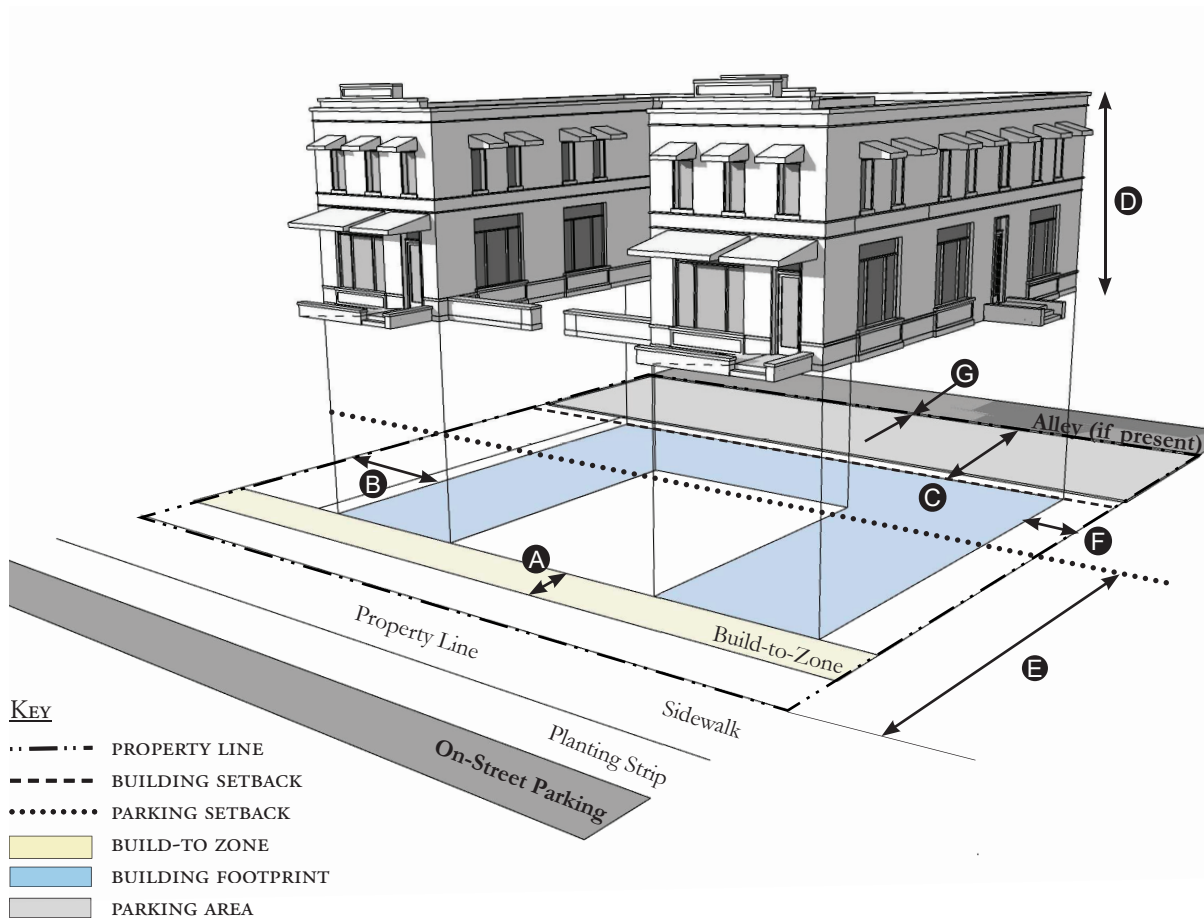 D
G
Alley (if present)
B
C
F
A
Property Line
Build-to-Zone
E
Sidewalk
Planting Strip
On-Street Parking
KEY
PROPERTY LINE
BUILDING SETBACK
PARKING SETBACK
BUILD-TO ZONE
BUILDING FOOTPRINT
PARKING AREA